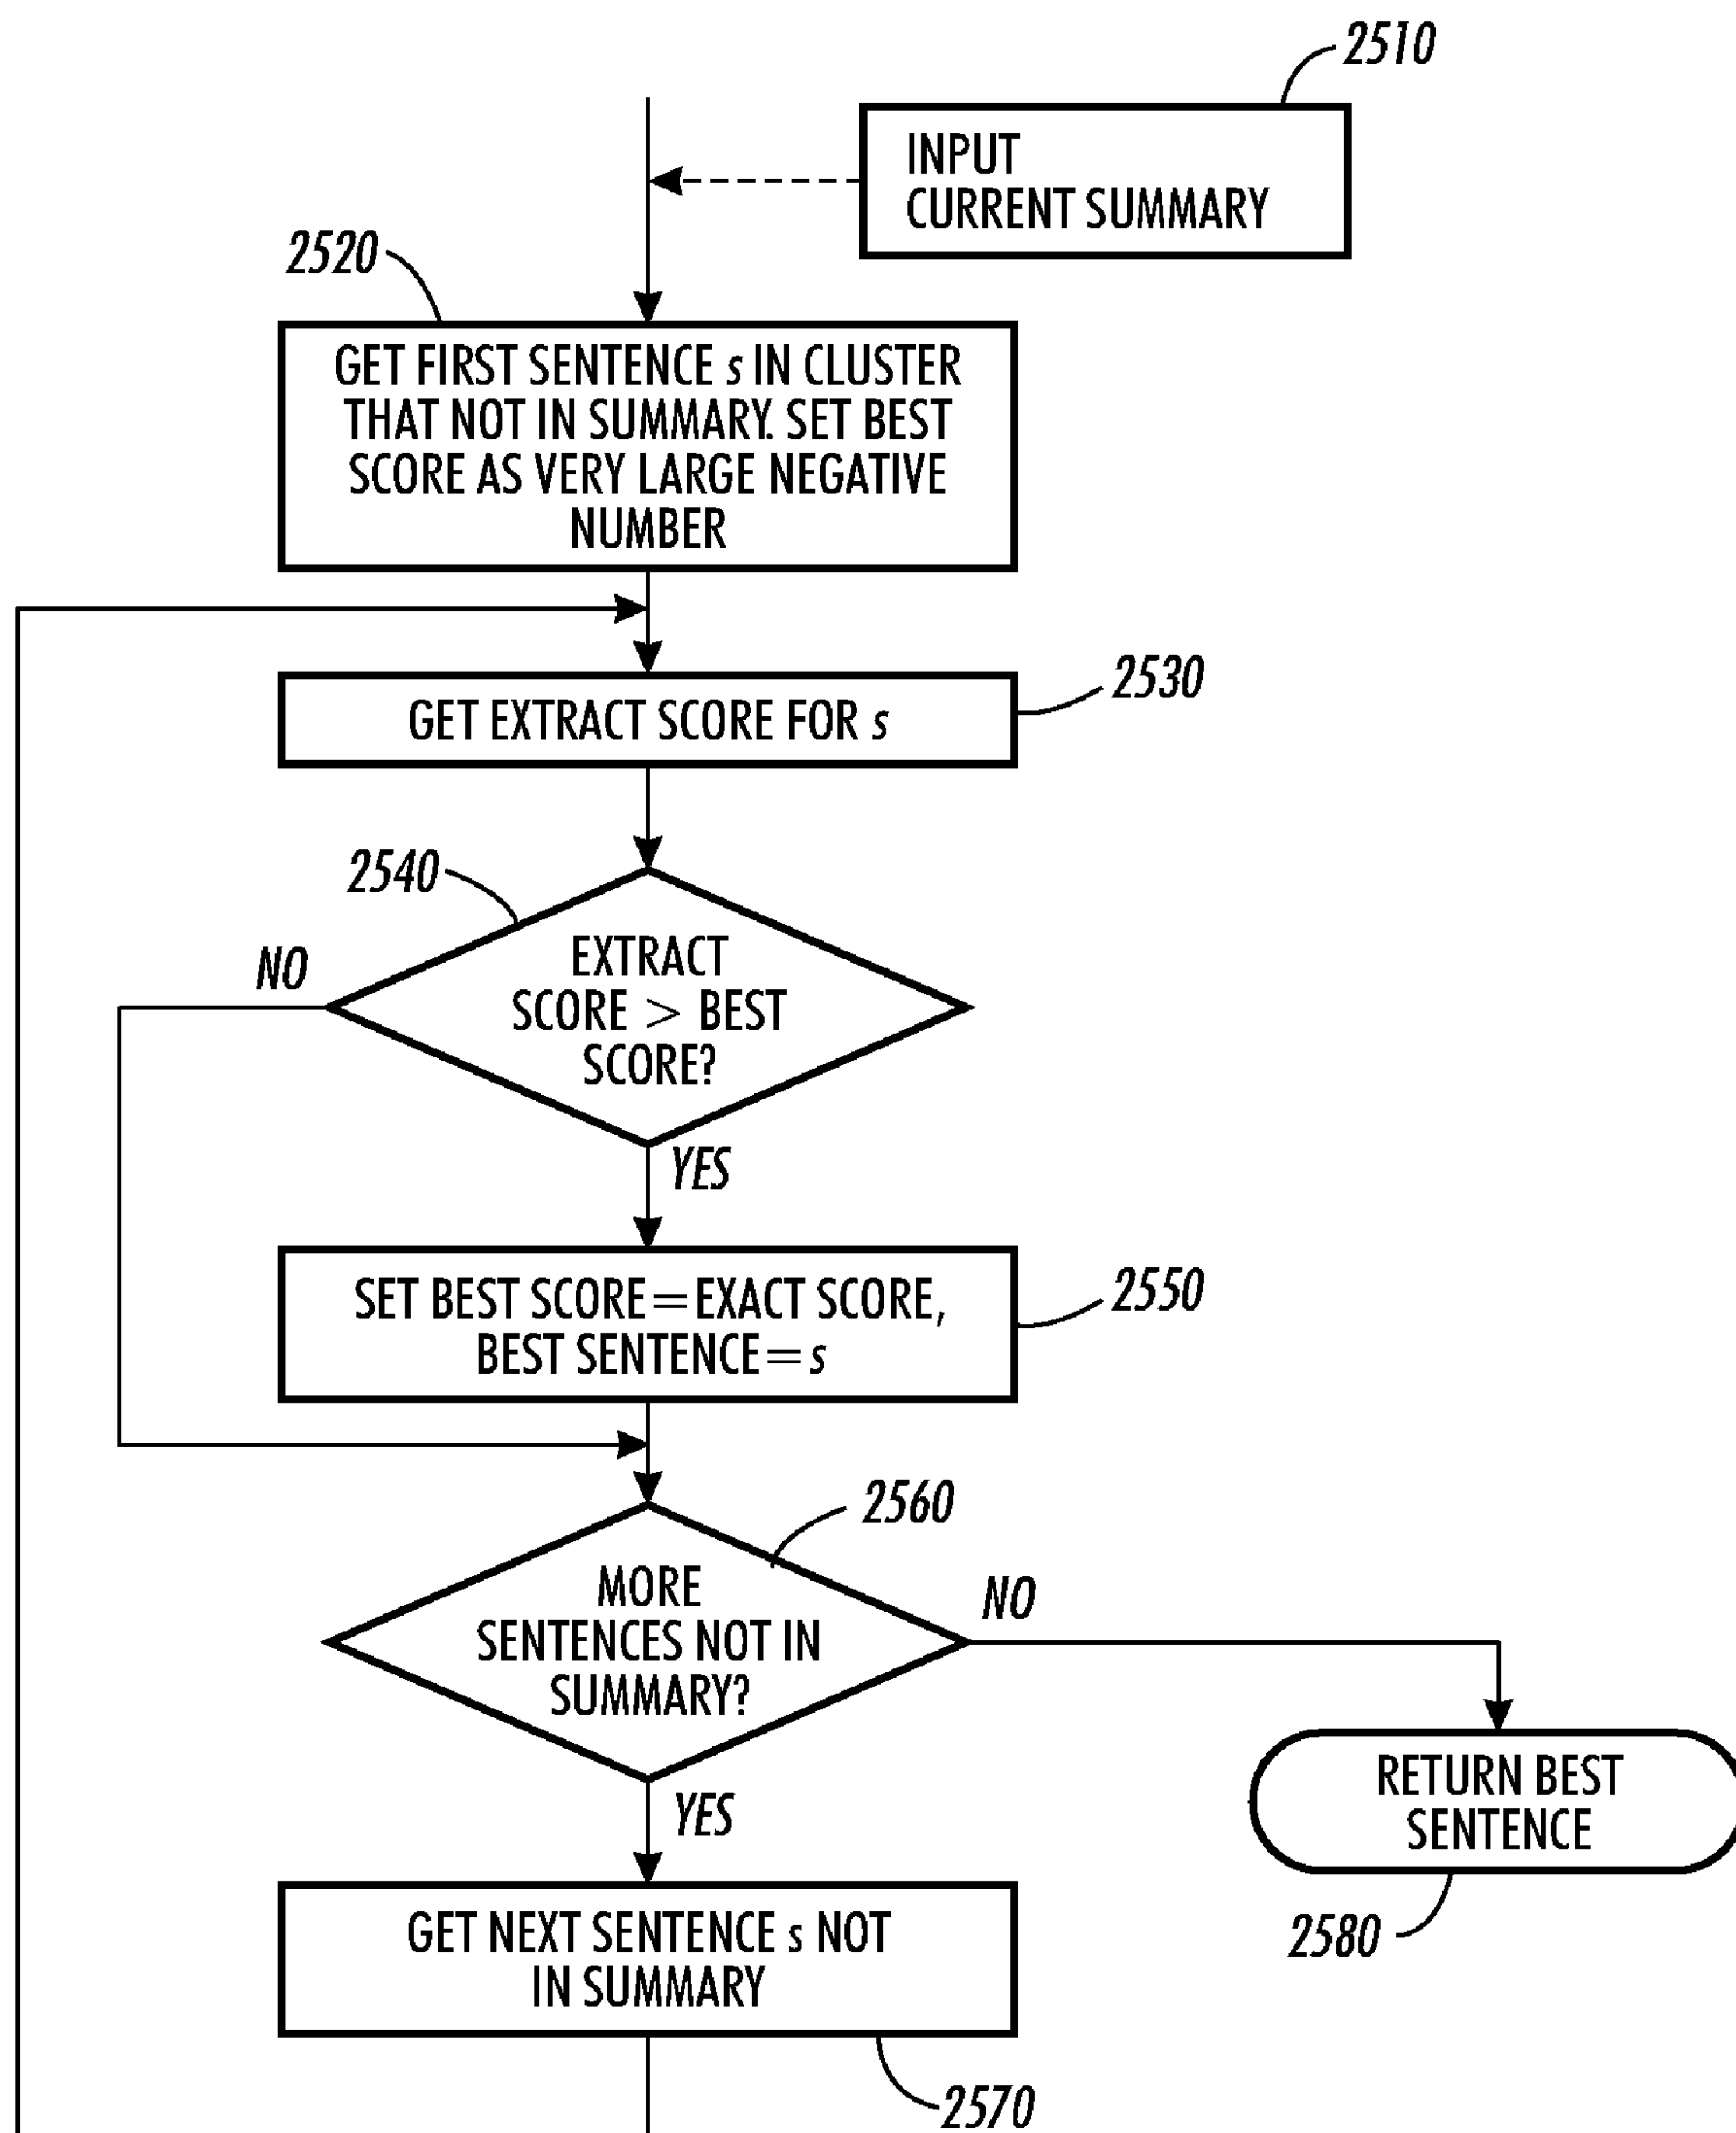 2510
INPUT
CURRENT SUMMARY
2520
GET FIRST SENTENCE s IN CLUSTER
THAT NOT IN SUMMARY. SET BEST
SCORE AS VERY LARGE NEGATIVE
NUMBER
2530
GET EXTRACT SCORE FOR s
2540
NO
EXTRACT
SCORE > BEST
SCORE?
YES
2550
SET BEST SCORE=EXACT SCORE,
BEST SENTENCE=s
2560
MORE
SENTENCES NOT IN
SUMMARY?
NO
YES
RETURN BEST
SENTENCE
2580
GET NEXT SENTENCE s NOT
IN SUMMARY
2570